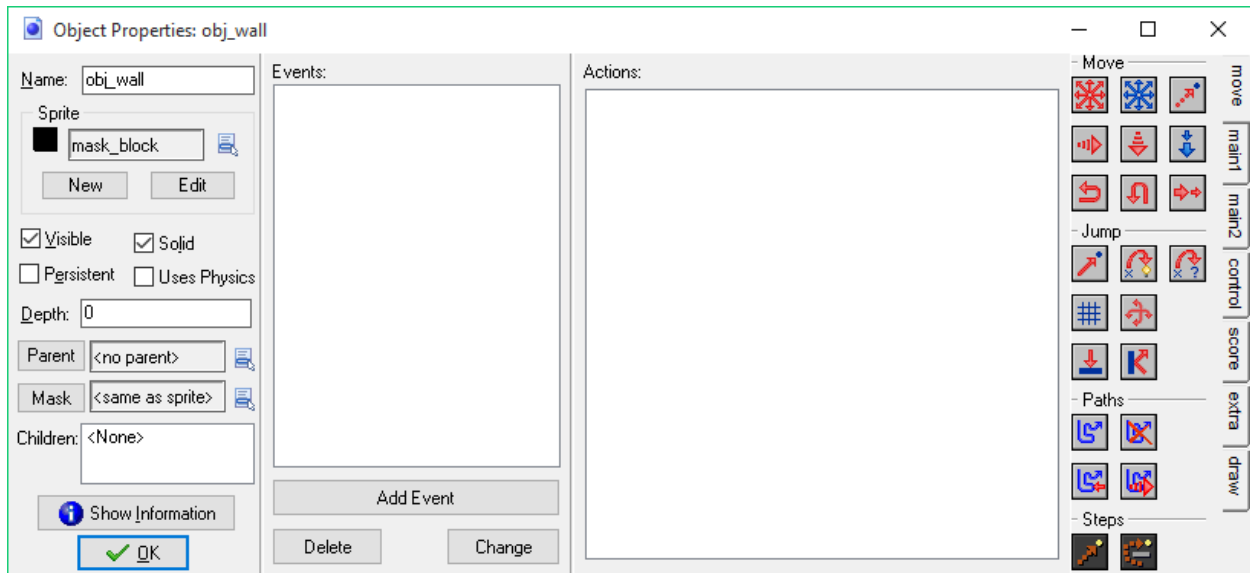 Object Properties: obj_wall
Name: obj_wall
Sprite
mask_block
New Edit
Visible Solid
Persistent Uses Physics
Depth: 0
Parent <no parent>
Mask <same as sprite>
Children: <None>
Show Information
OK
Events:
Add Event
Delete Change
Actions:
Move
Jump
Paths
Steps
move
main1
main2
control
score
extra
draw